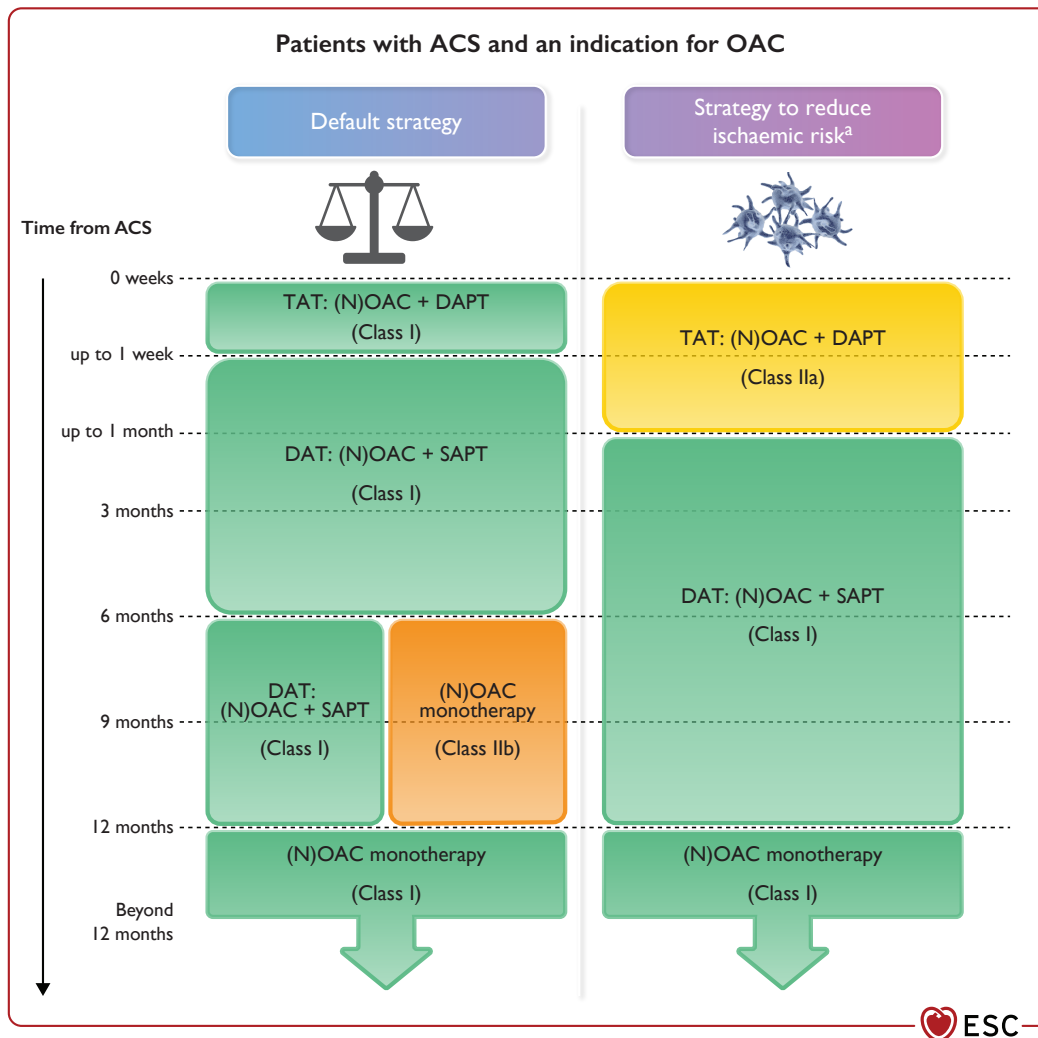 Patients with ACS and an indication for OAC
Default strategy
Strategy to reduce
ischaemic riskᵃ
Time from ACS
0 weeks
TAT: (N)OAC + DAPT
(Class I)
TAT: (N)OAC + DAPT
(Class IIa)
up to 1 week
up to 1 month
DAT: (N)OAC + SAPT
(Class I)
3 months
DAT: (N)OAC + SAPT
(Class I)
6 months
DAT:
(N)OAC + SAPT
(Class I)
(N)OAC
monotherapy
(Class IIb)
9 months
12 months
(N)OAC monotherapy
(Class I)
(N)OAC monotherapy
(Class I)
Beyond
12 months
ESC